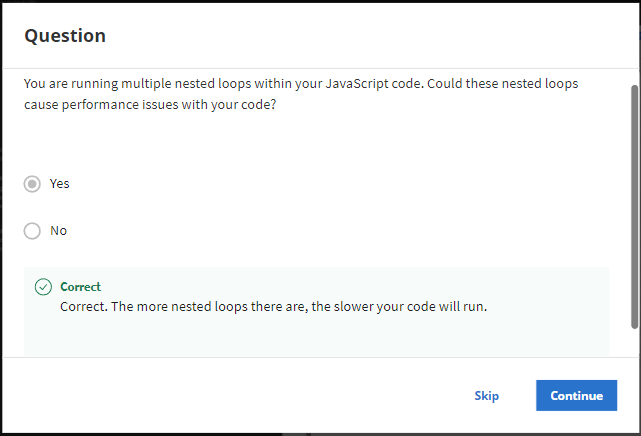 Question
You are running multiple nested loops within your JavaScript code. Could these nested loops
cause performance issues with your code?
Yes
No
Correct
Correct. The more nested loops there are, the slower your code will run.
Skip
Continue